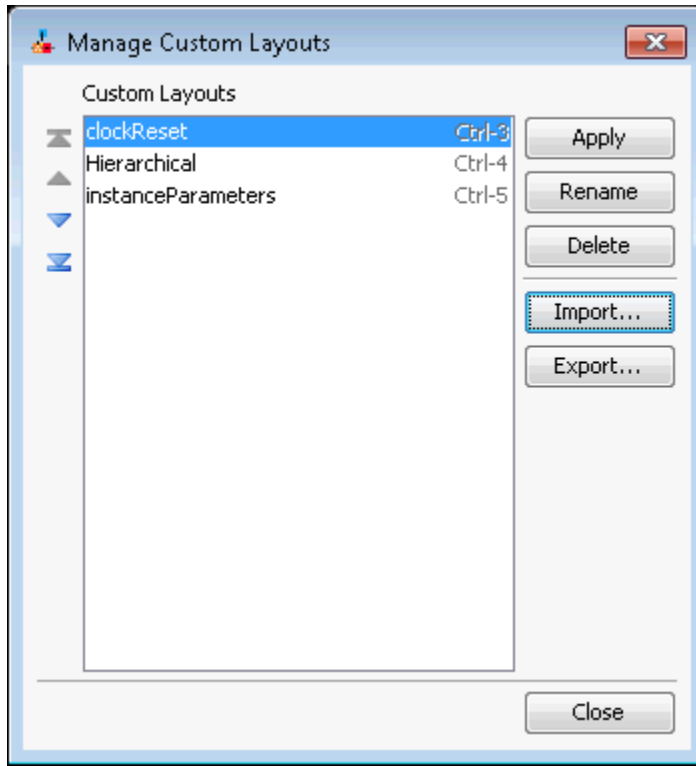 Manage Custom Layouts
Custom Layouts
clockReset Ctrl-3
Hierarchical Ctrl-4
instanceParameters Ctrl-5
Apply
Rename
Delete
Import...
Export...
Close